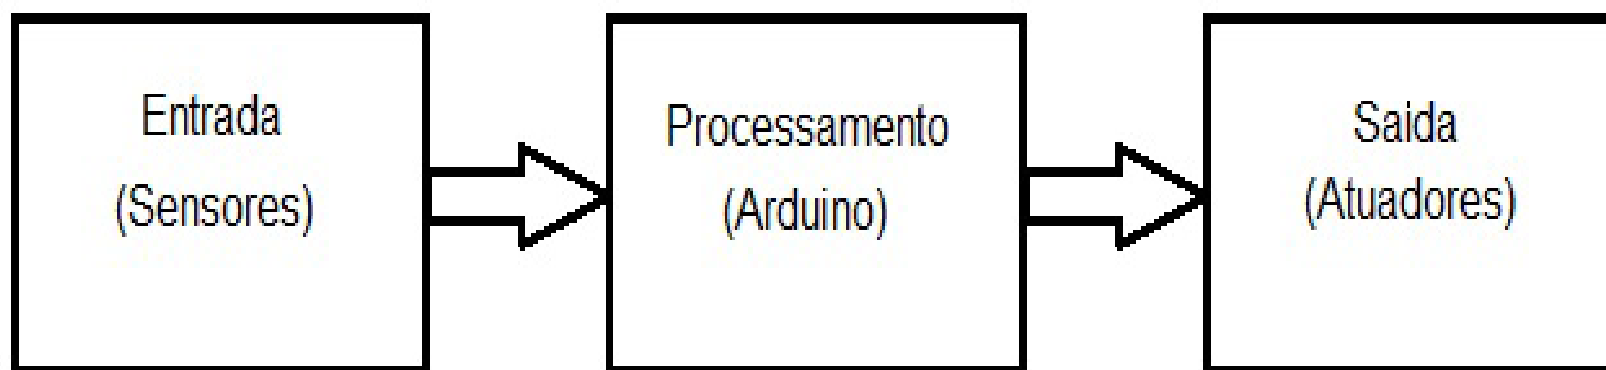 Entrada
(Sensores)
Processamento
(Arduino)
Saida
(Atuadores)